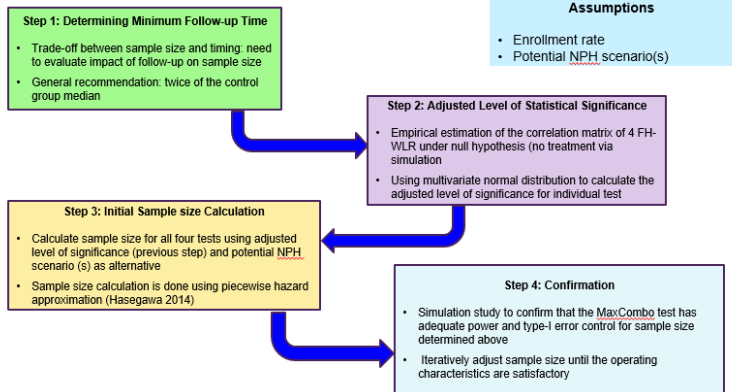 Step 1: Determining Minimum Follow-up Time
• Trade-off between sample size and timing: need
to evaluate impact of follow-up on sample size
• General recommendation: twice of the control
group median
Assumptions
• Enrollment rate
• Potential NPH scenario(s)
Step 2: Adjusted Level of Statistical Significance
• Empirical estimation of the correlation matrix of 4 FH-
WLR under null hypothesis (no treatment via
simulation
• Using multivariate normal distribution to calculate the
adjusted level of significance for individual test
Step 3: Initial Sample size Calculation
• Calculate sample size for all four tests using adjusted
level of significance (previous step) and potential NPH
scenario (s) as alternative
• Sample size calculation is done using piecewise hazard
approximation (Hasegawa 2014)
Step 4: Confirmation
• Simulation study to confirm that the MaxCombo test has
adequate power and type-I error control for sample size
determined above
• Iteratively adjust sample size until the operating
characteristics are satisfactory